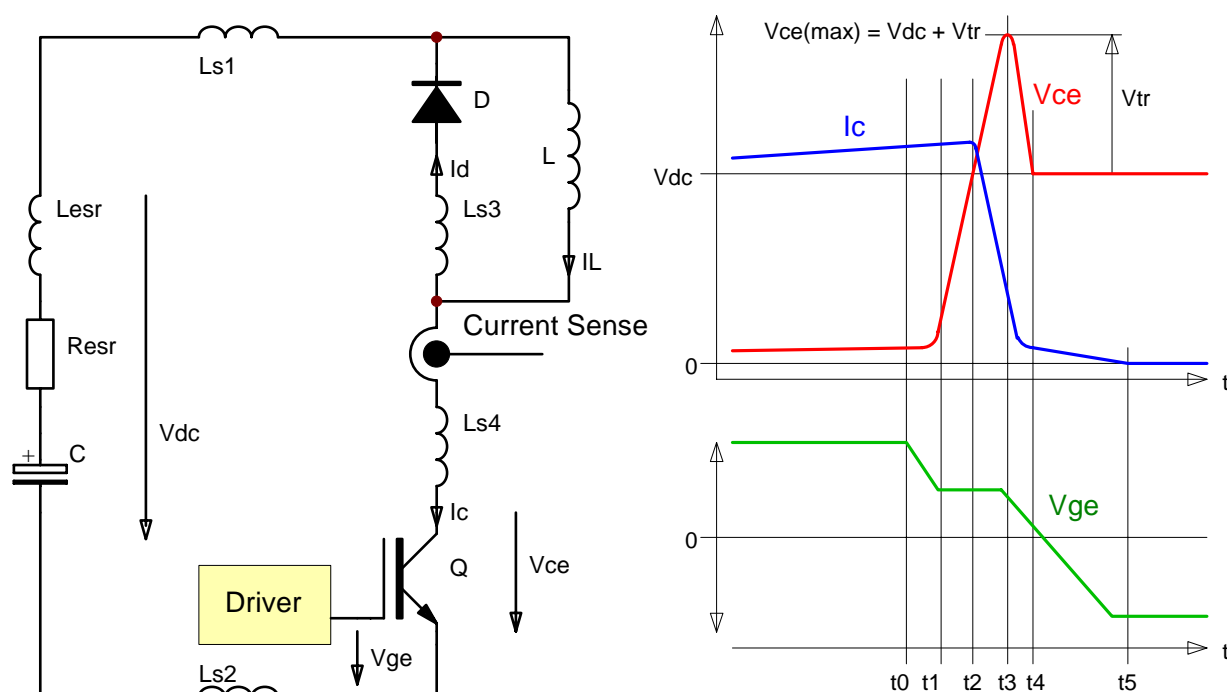 Ls1
D
L
Id
Ls3
IL
Lesr
Resr
+
C
Vdc
Current Sense
Ls4
Ic
Q
Vce
Driver
Vge
Ls2
Vce(max) = Vdc + Vtr
Vce
Vtr
Ic
Vdc
0
t
Vge
0
t
t0 t1 t2 t3 t4 t5